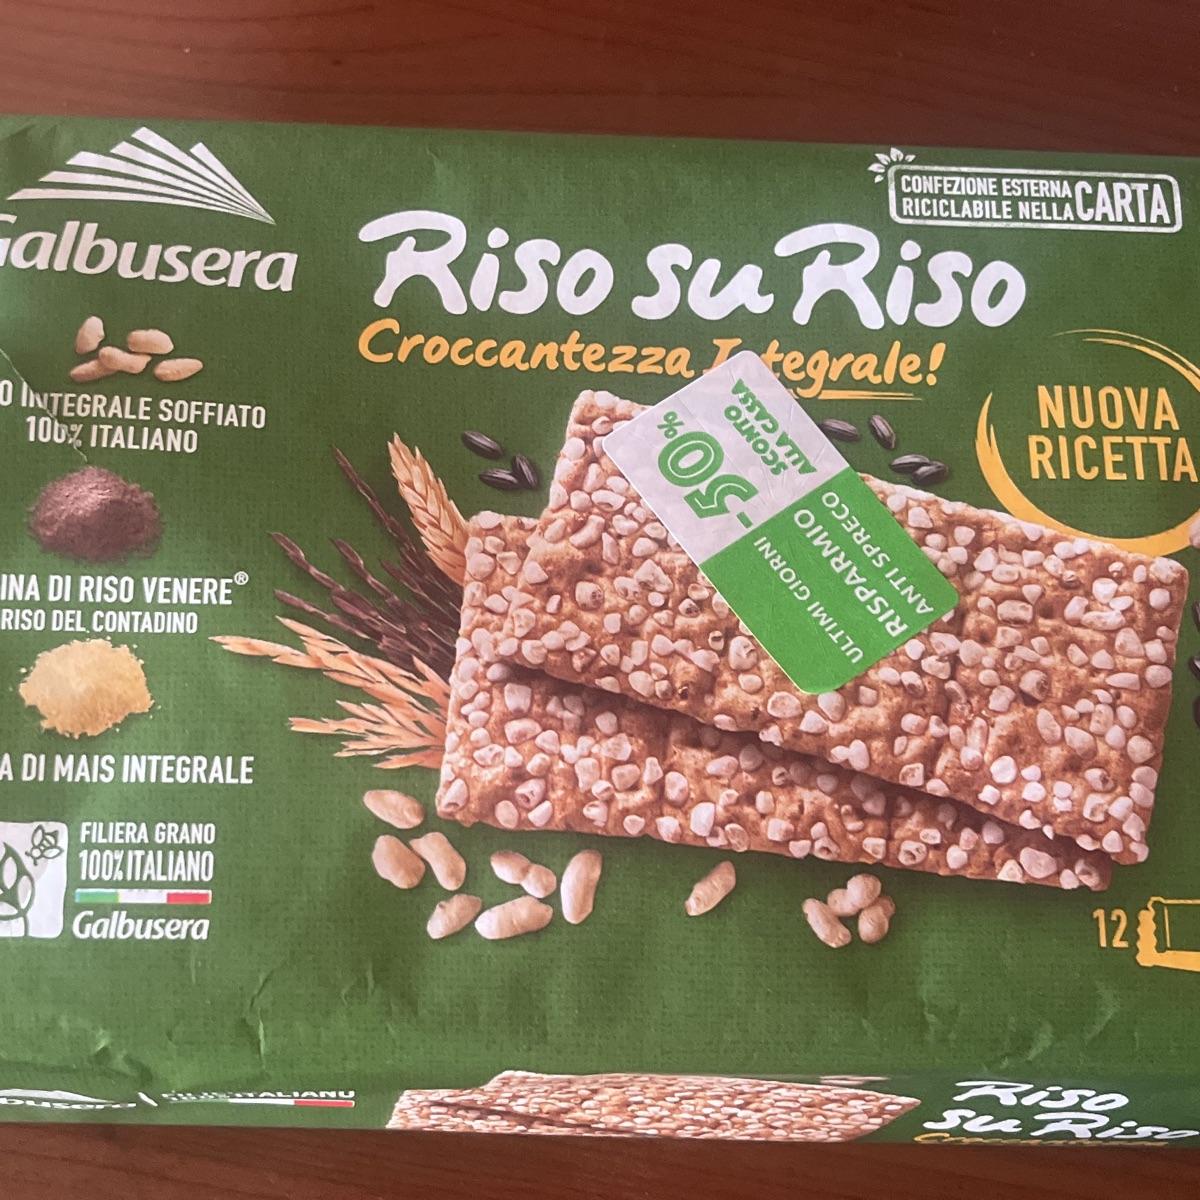 Galbusera
Riso su Riso
Croccantezza Integrale!
CONFEZIONE ESTERNA
RICICLABILE NELLA CARTA
NUOVA
RICETTA
O INTEGRALE SOFFIATO
100% ITALIANO
INA DI RISO VENERE®
RISO DEL CONTADINO
A DI MAIS INTEGRALE
FILIERA GRANO
100% ITALIANO
Galbusera
-50%
SCONTO
ALLA CASSA
ULTIMI GIORNI
RISPARMIO
ANTI SPRECO
12
Riso
su Riso